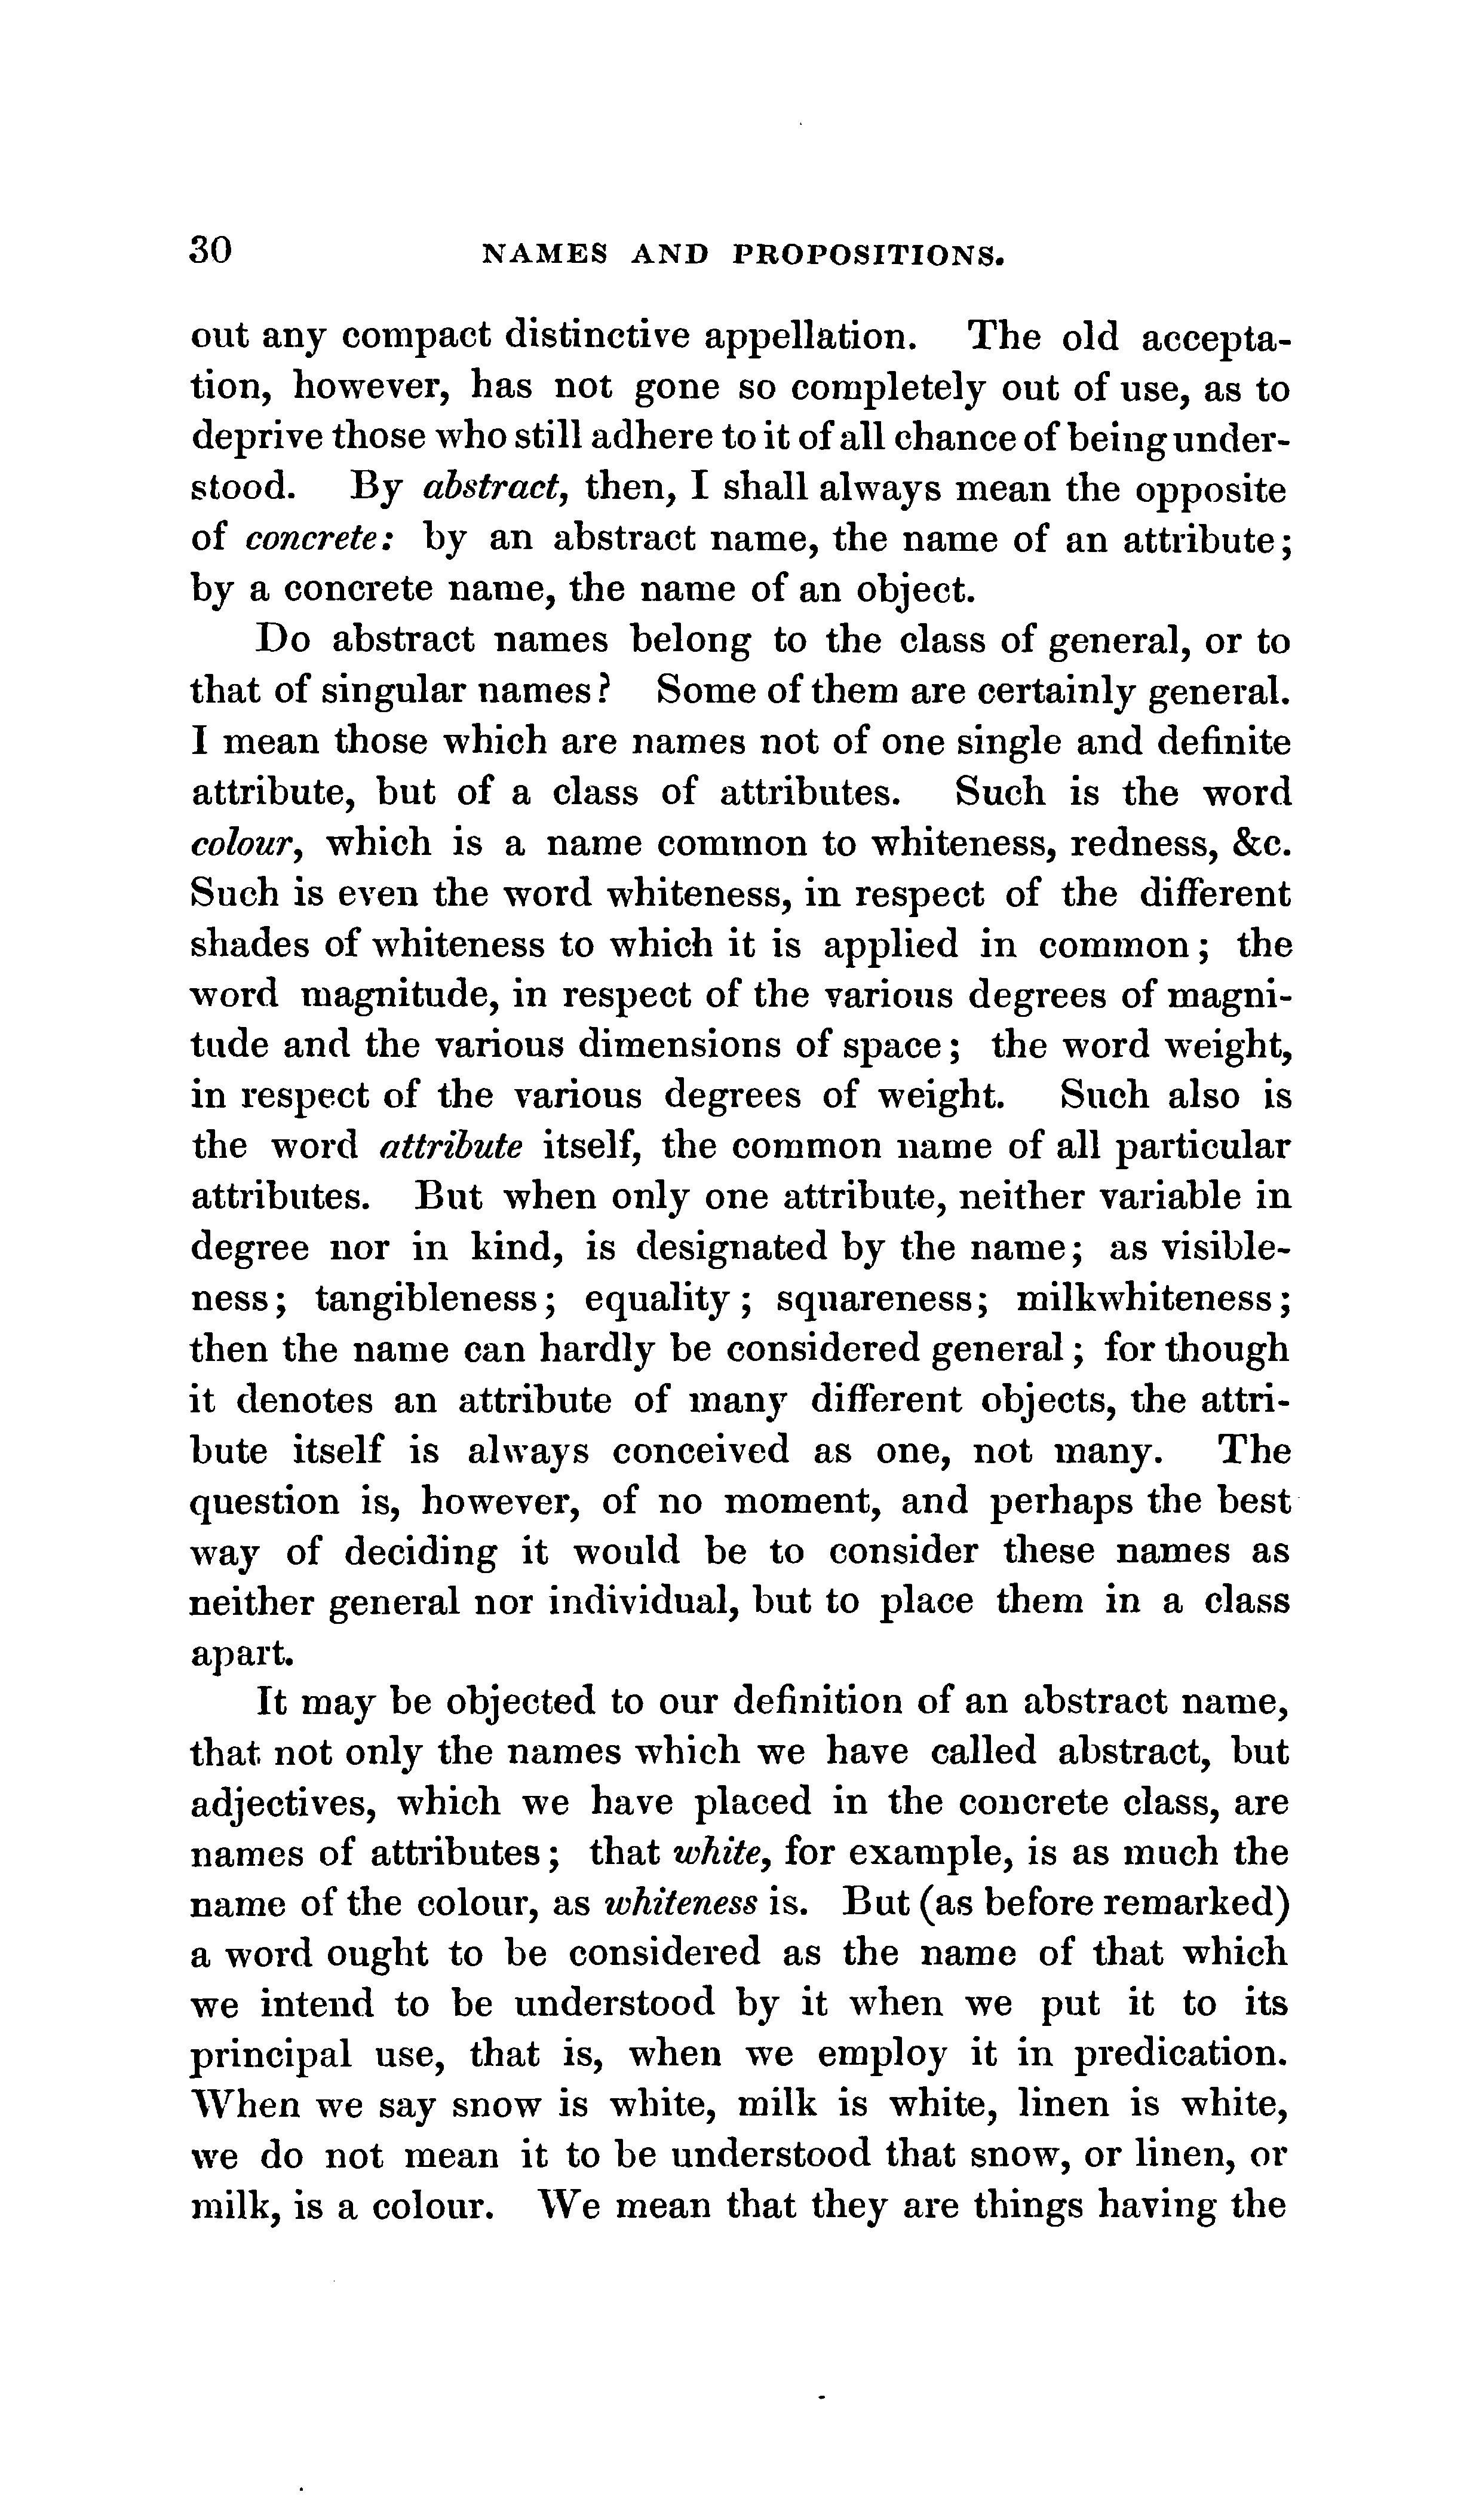 30 NAMES AND PROPOSITIONS.
out any compact distinctive appellation. The old accepta-
tion, however, has not gone so completely out of use, as to
deprive those who still adhere to it of all chance of being under-
stood. By abstract, then, I shall always mean the opposite
of concrete: by an abstract name, the name of an attribute;
by a concrete name, the name of an object.
Do abstract names belong to the class of general, or to
that of singular names? Some of them are certainly general.
I mean those which are names not of one single and definite
attribute, but of a class of attributes. Such is the word
colour, which is a name common to whiteness, redness, &c.
Such is even the word whiteness, in respect of the different
shades of whiteness to which it is applied in common; the
word magnitude, in respect of the various degrees of magni-
tude and the various dimensions of space; the word weight,
in respect of the various degrees of weight. Such also is
the word attribute itself, the common name of all particular
attributes. But when only one attribute, neither variable in
degree nor in kind, is designated by the name; as visible-
ness; tangibleness; equality; squareness; milkwhiteness;
then the name can hardly be considered general; for though
it denotes an attribute of many different objects, the attri-
bute itself is always conceived as one, not many. The
question is, however, of no moment, and perhaps the best
way of deciding it would be to consider these names as
neither general nor individual, but to place them in a class
apart.
It may be objected to our definition of an abstract name,
that not only the names which we have called abstract, but
adjectives, which we have placed in the concrete class, are
names of attributes; that white, for example, is as much the
name of the colour, as whiteness is. But (as before remarked)
a word ought to be considered as the name of that which
we intend to be understood by it when we put it to its
principal use, that is, when we employ it in predication.
When we say snow is white, milk is white, linen is white,
we do not mean it to be understood that snow, or linen, or
milk, is a colour. We mean that they are things having the